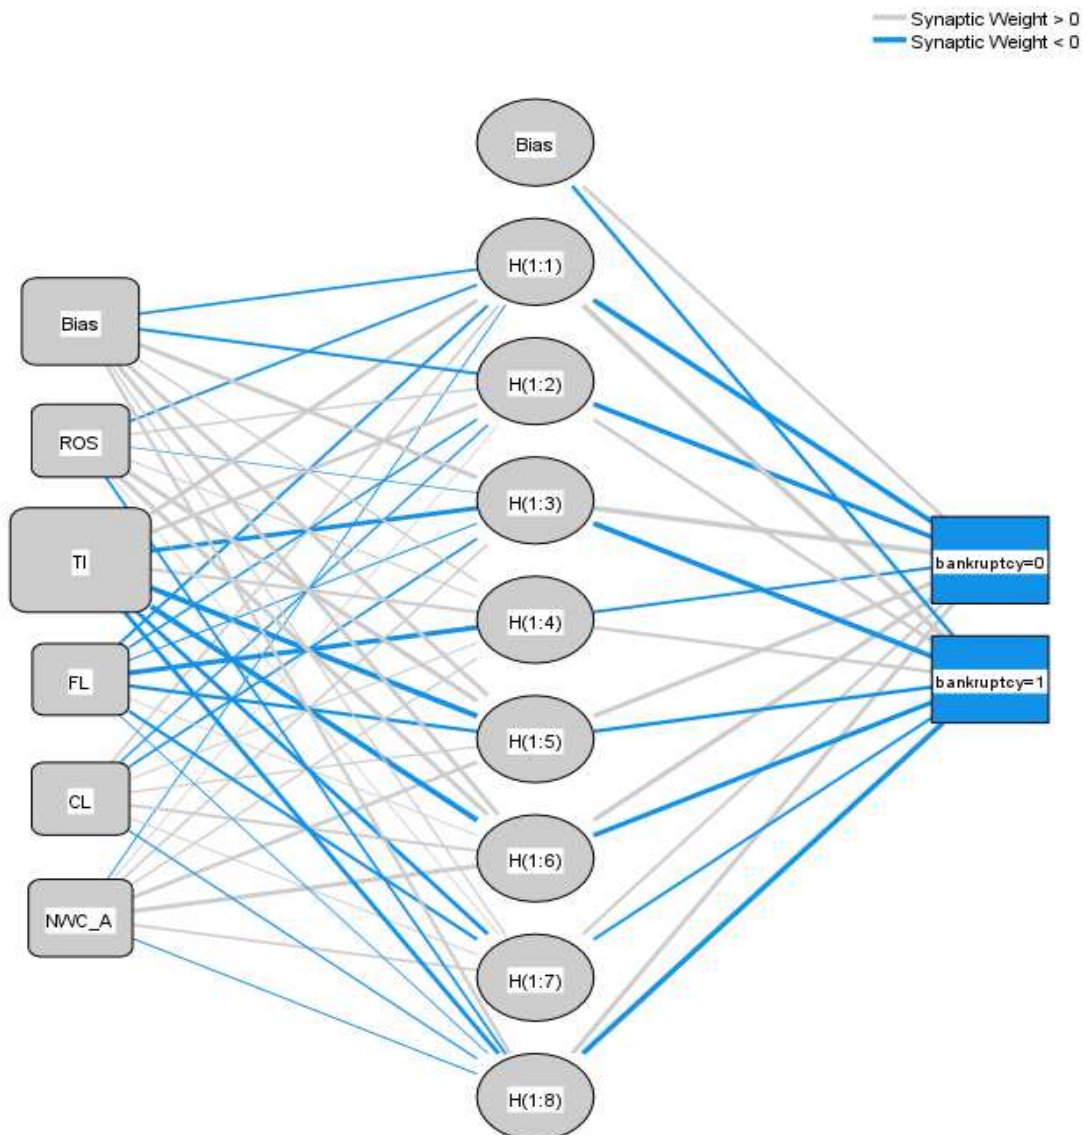 Synaptic Weight > 0
Synaptic Weight < 0
Bias
H(1:1)
Bias
H(1:2)
ROS
H(1:3)
TI
bankruptcy=0
H(1:4)
FL
bankruptcy=1
H(1:5)
CL
H(1:6)
NWC_A
H(1:7)
H(1:8)